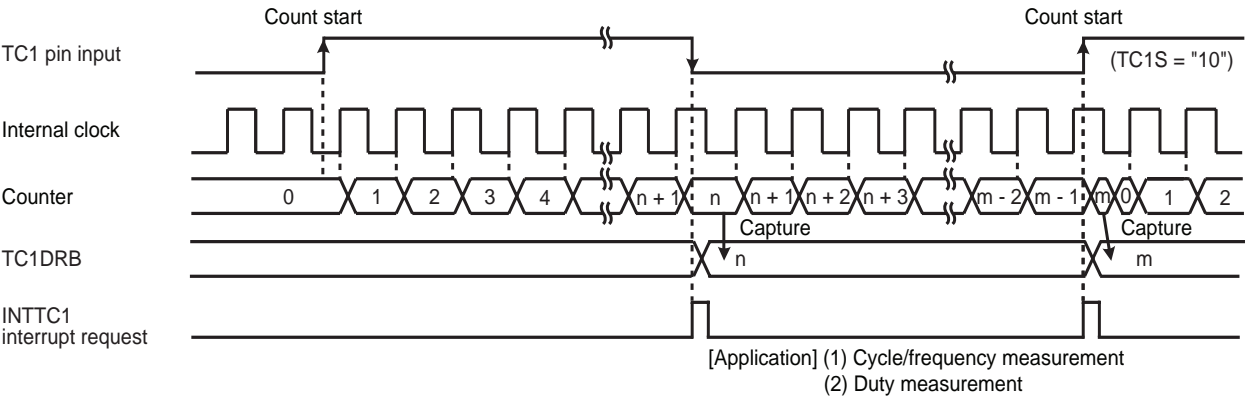 Count start Count start
TC1 pin input
(TC1S = "10")
Internal clock
Counter 0 1 2 3 4 n + 1 n n + 1 n + 2 n + 3 m - 2 m - 1 m 0 1 2
Capture Capture
TC1DRB n m
INTTC1
interrupt request
[Application] (1) Cycle/frequency measurement
(2) Duty measurement